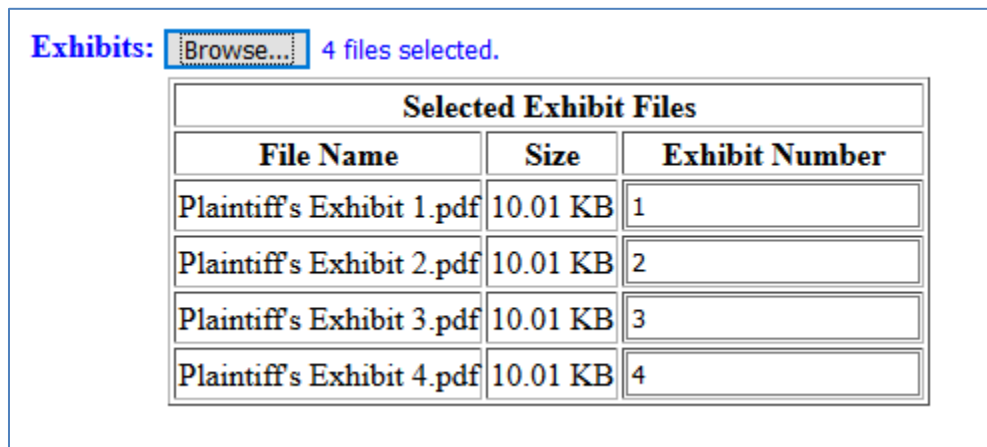 Exhibits: Browse... 4 files selected.
Selected Exhibit Files
File Name Size Exhibit Number
Plaintiff's Exhibit 1.pdf 10.01 KB 1
Plaintiff's Exhibit 2.pdf 10.01 KB 2
Plaintiff's Exhibit 3.pdf 10.01 KB 3
Plaintiff's Exhibit 4.pdf 10.01 KB 4